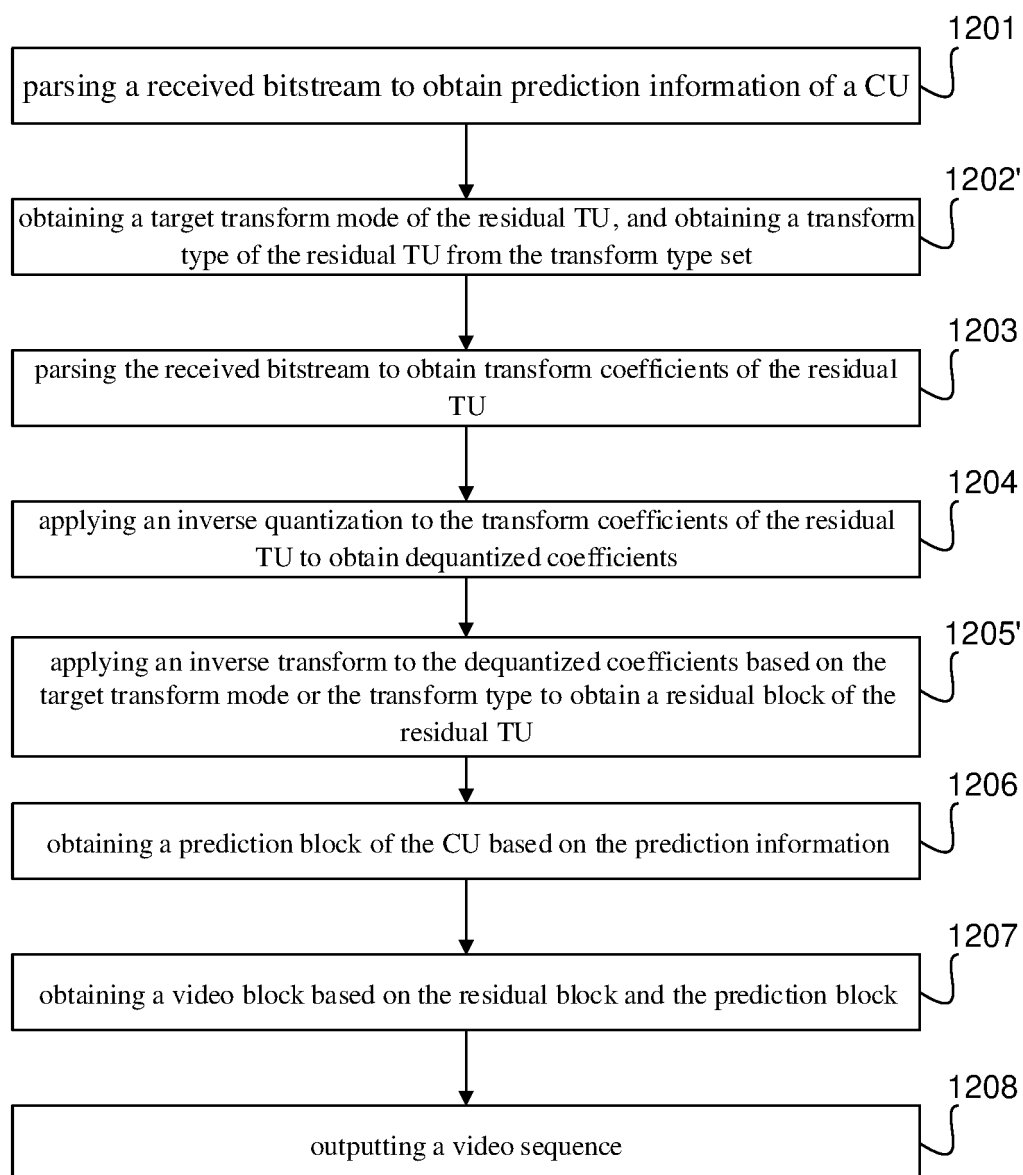 1201
parsing a received bitstream to obtain prediction information of a CU
1202'
obtaining a target transform mode of the residual TU, and obtaining a transform
type of the residual TU from the transform type set
1203
parsing the received bitstream to obtain transform coefficients of the residual
TU
1204
applying an inverse quantization to the transform coefficients of the residual
TU to obtain dequantized coefficients
1205'
applying an inverse transform to the dequantized coefficients based on the
target transform mode or the transform type to obtain a residual block of the
residual TU
1206
obtaining a prediction block of the CU based on the prediction information
1207
obtaining a video block based on the residual block and the prediction block
1208
outputting a video sequence